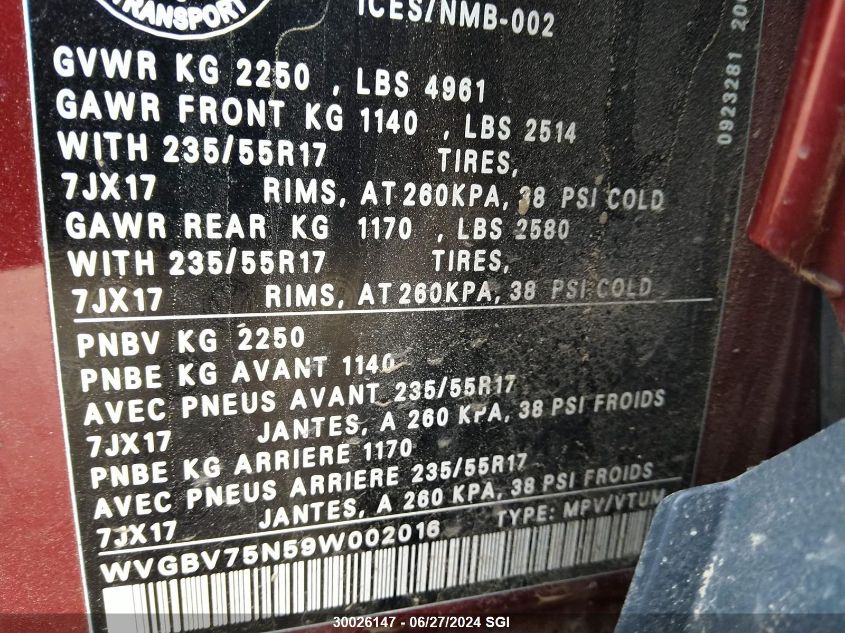 TRANSPORT
ICES/NMB-002
GVWR KG 2250 , LBS 4961
GAWR FRONT KG 1140 , LBS 2514
WITH 235/55R17 TIRES,
7JX17 RIMS, AT 260KPA, 38 PSI COLD
GAWR REAR KG 1170 , LBS 2580
WITH 235/55R17 TIRES,
7JX17 RIMS, AT 260KPA, 38 PSI COLD
PNBV KG 2250
PNBE KG AVANT 1140
AVEC PNEUS AVANT 235/55R17
7JX17 JANTES, A 260 KPA, 38 PSI FROIDS
PNBE KG ARRIERE 1170
AVEC PNEUS ARRIERE 235/55R17
7JX17 JANTES, A 260 KPA, 38 PSI FROIDS
WVGBV75N59W002016 TYPE: MPV/VTUM
0923281
30026147 - 06/27/2024 SGI